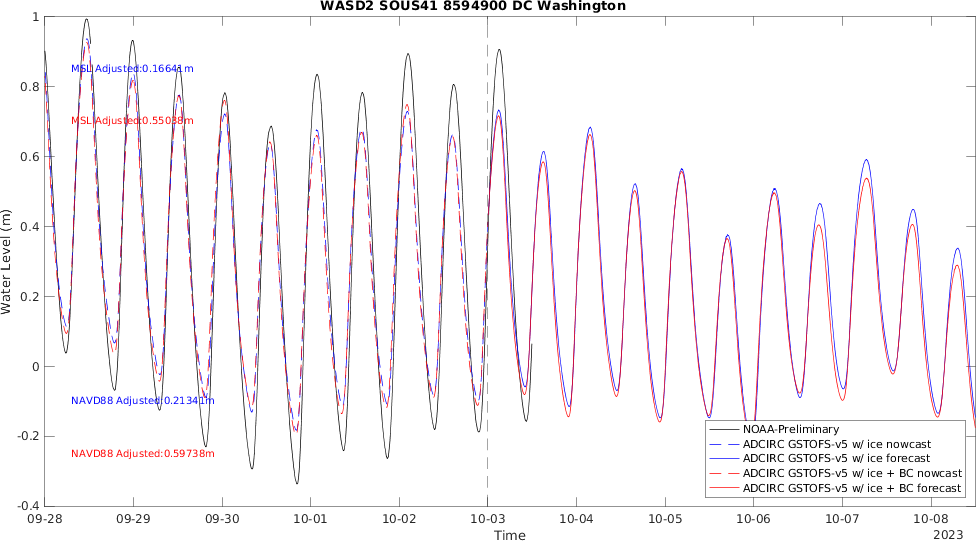 WASD2 SOUS41 8594900 DC Washington
1
0.8
0.6
0.4
0.2
0
-0.2
-0.4
Water Level (m)
MSL Adjusted:0.16641m
MSL Adjusted:0.55038m
NAVD88 Adjusted:0.21341m
NAVD88 Adjusted:0.59738m
NOAA-Preliminary
ADCIRC GSTOFS-v5 w/ ice nowcast
ADCIRC GSTOFS-v5 w/ ice forecast
ADCIRC GSTOFS-v5 w/ ice + BC nowcast
ADCIRC GSTOFS-v5 w/ ice + BC forecast
09-28 09-29 09-30 10-01 10-02 10-03 10-04 10-05 10-06 10-07 10-08
Time
2023